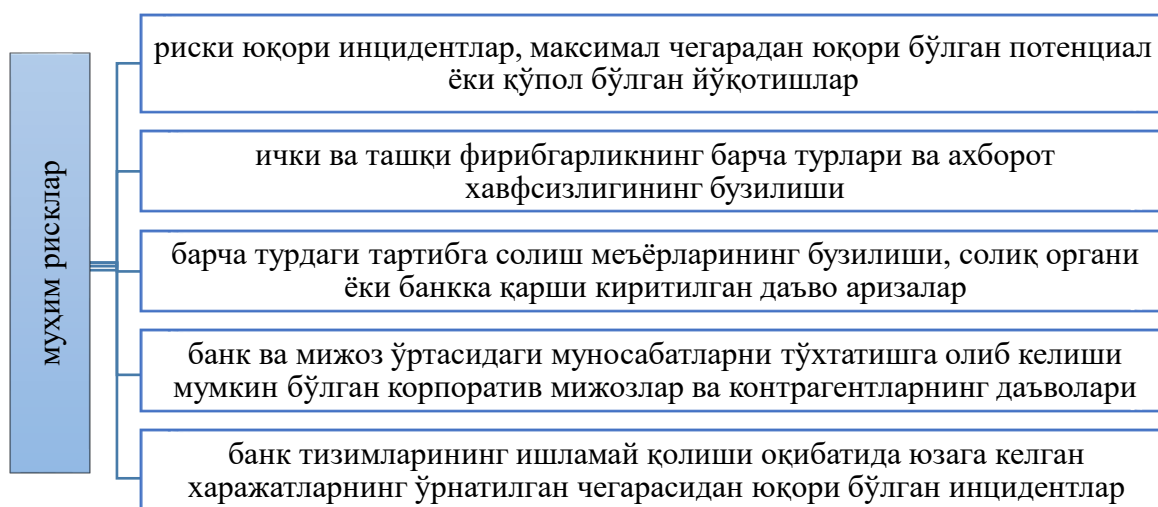 муҳим рисклар
риски юқори инцидентлар, максимал чегарадан юқори бўлган потенциал
ёки қўпол бўлган йўқотишлар
ички ва ташқи фирибгарликнинг барча турлари ва ахборот
хавфсизлигининг бузилиши
барча турдаги тартибга солиш меъёрларининг бузилиши, солиқ органи
ёки банкка қарши киритилган даъво аризалар
банк ва мижоз ўртасидаги муносабатларни тўхтатишга олиб келиши
мумкин бўлган корпоратив мижозлар ва контрагентларнинг даъволари
банк тизимларининг ишламай қолиши оқибатида юзага келган
харажатларнинг ўрнатилган чегарасидан юқори бўлган инцидентлар